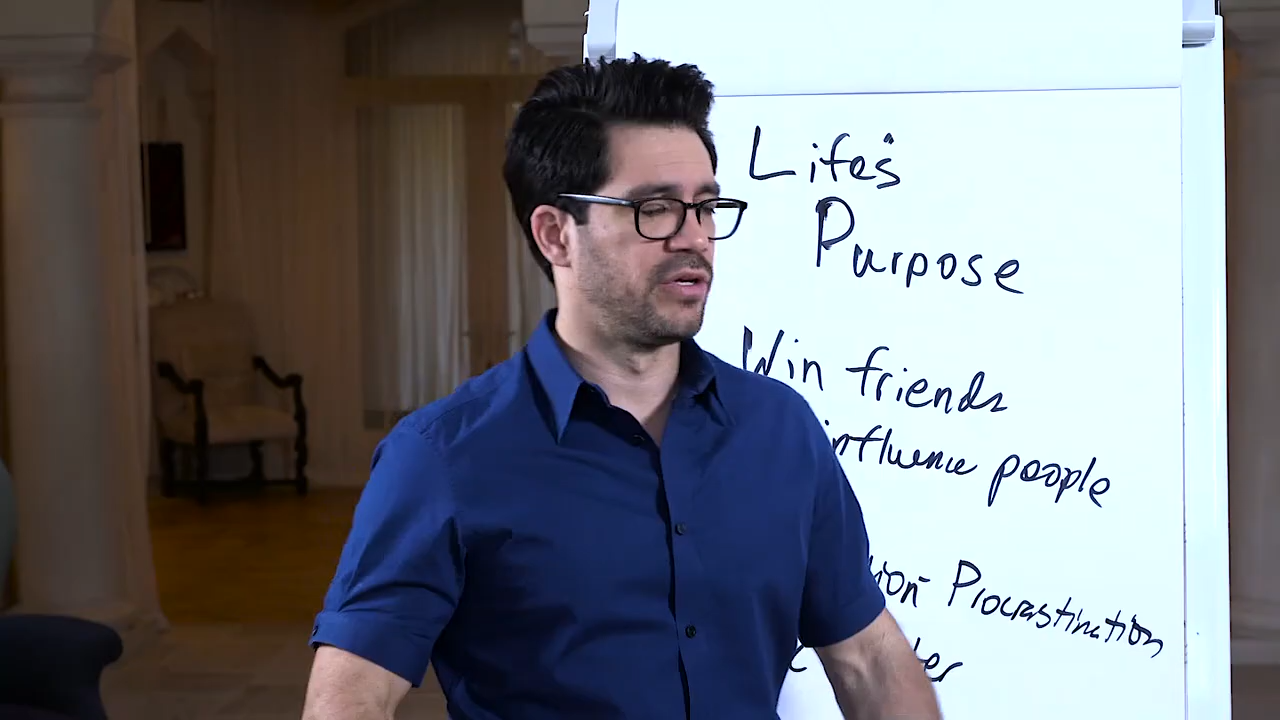 Life's
Purpose
Win friends
influence people
Procrastination